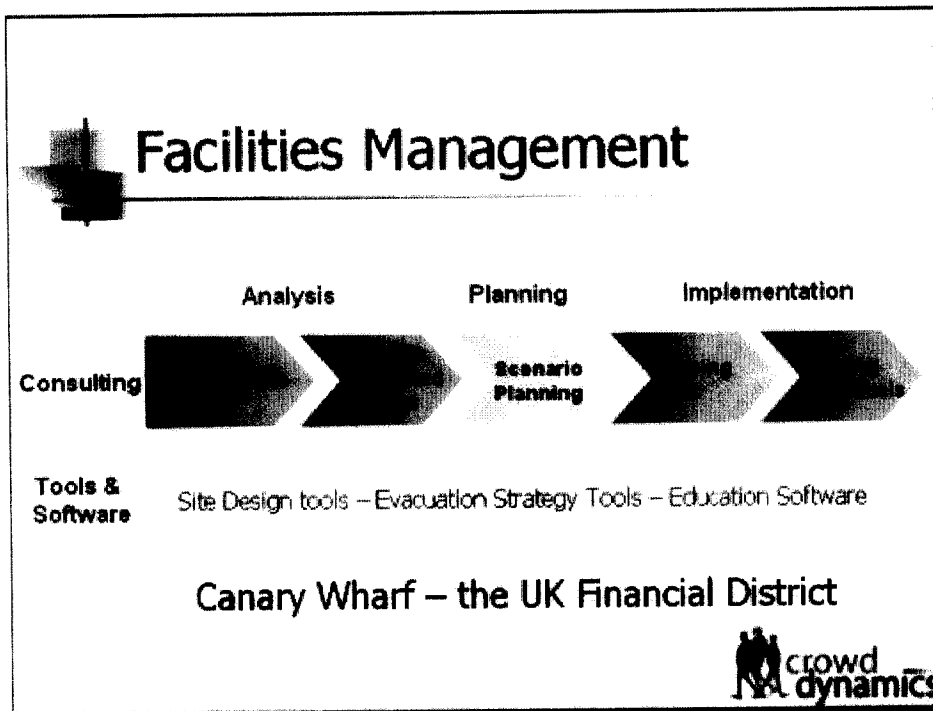 Facilities Management
Analysis Planning Implementation
Consulting
Scenario
Planning
Tools &
Software
Site Design tools – Evacuation Strategy Tools – Education Software
Canary Wharf – the UK Financial District
crowd
dynamics